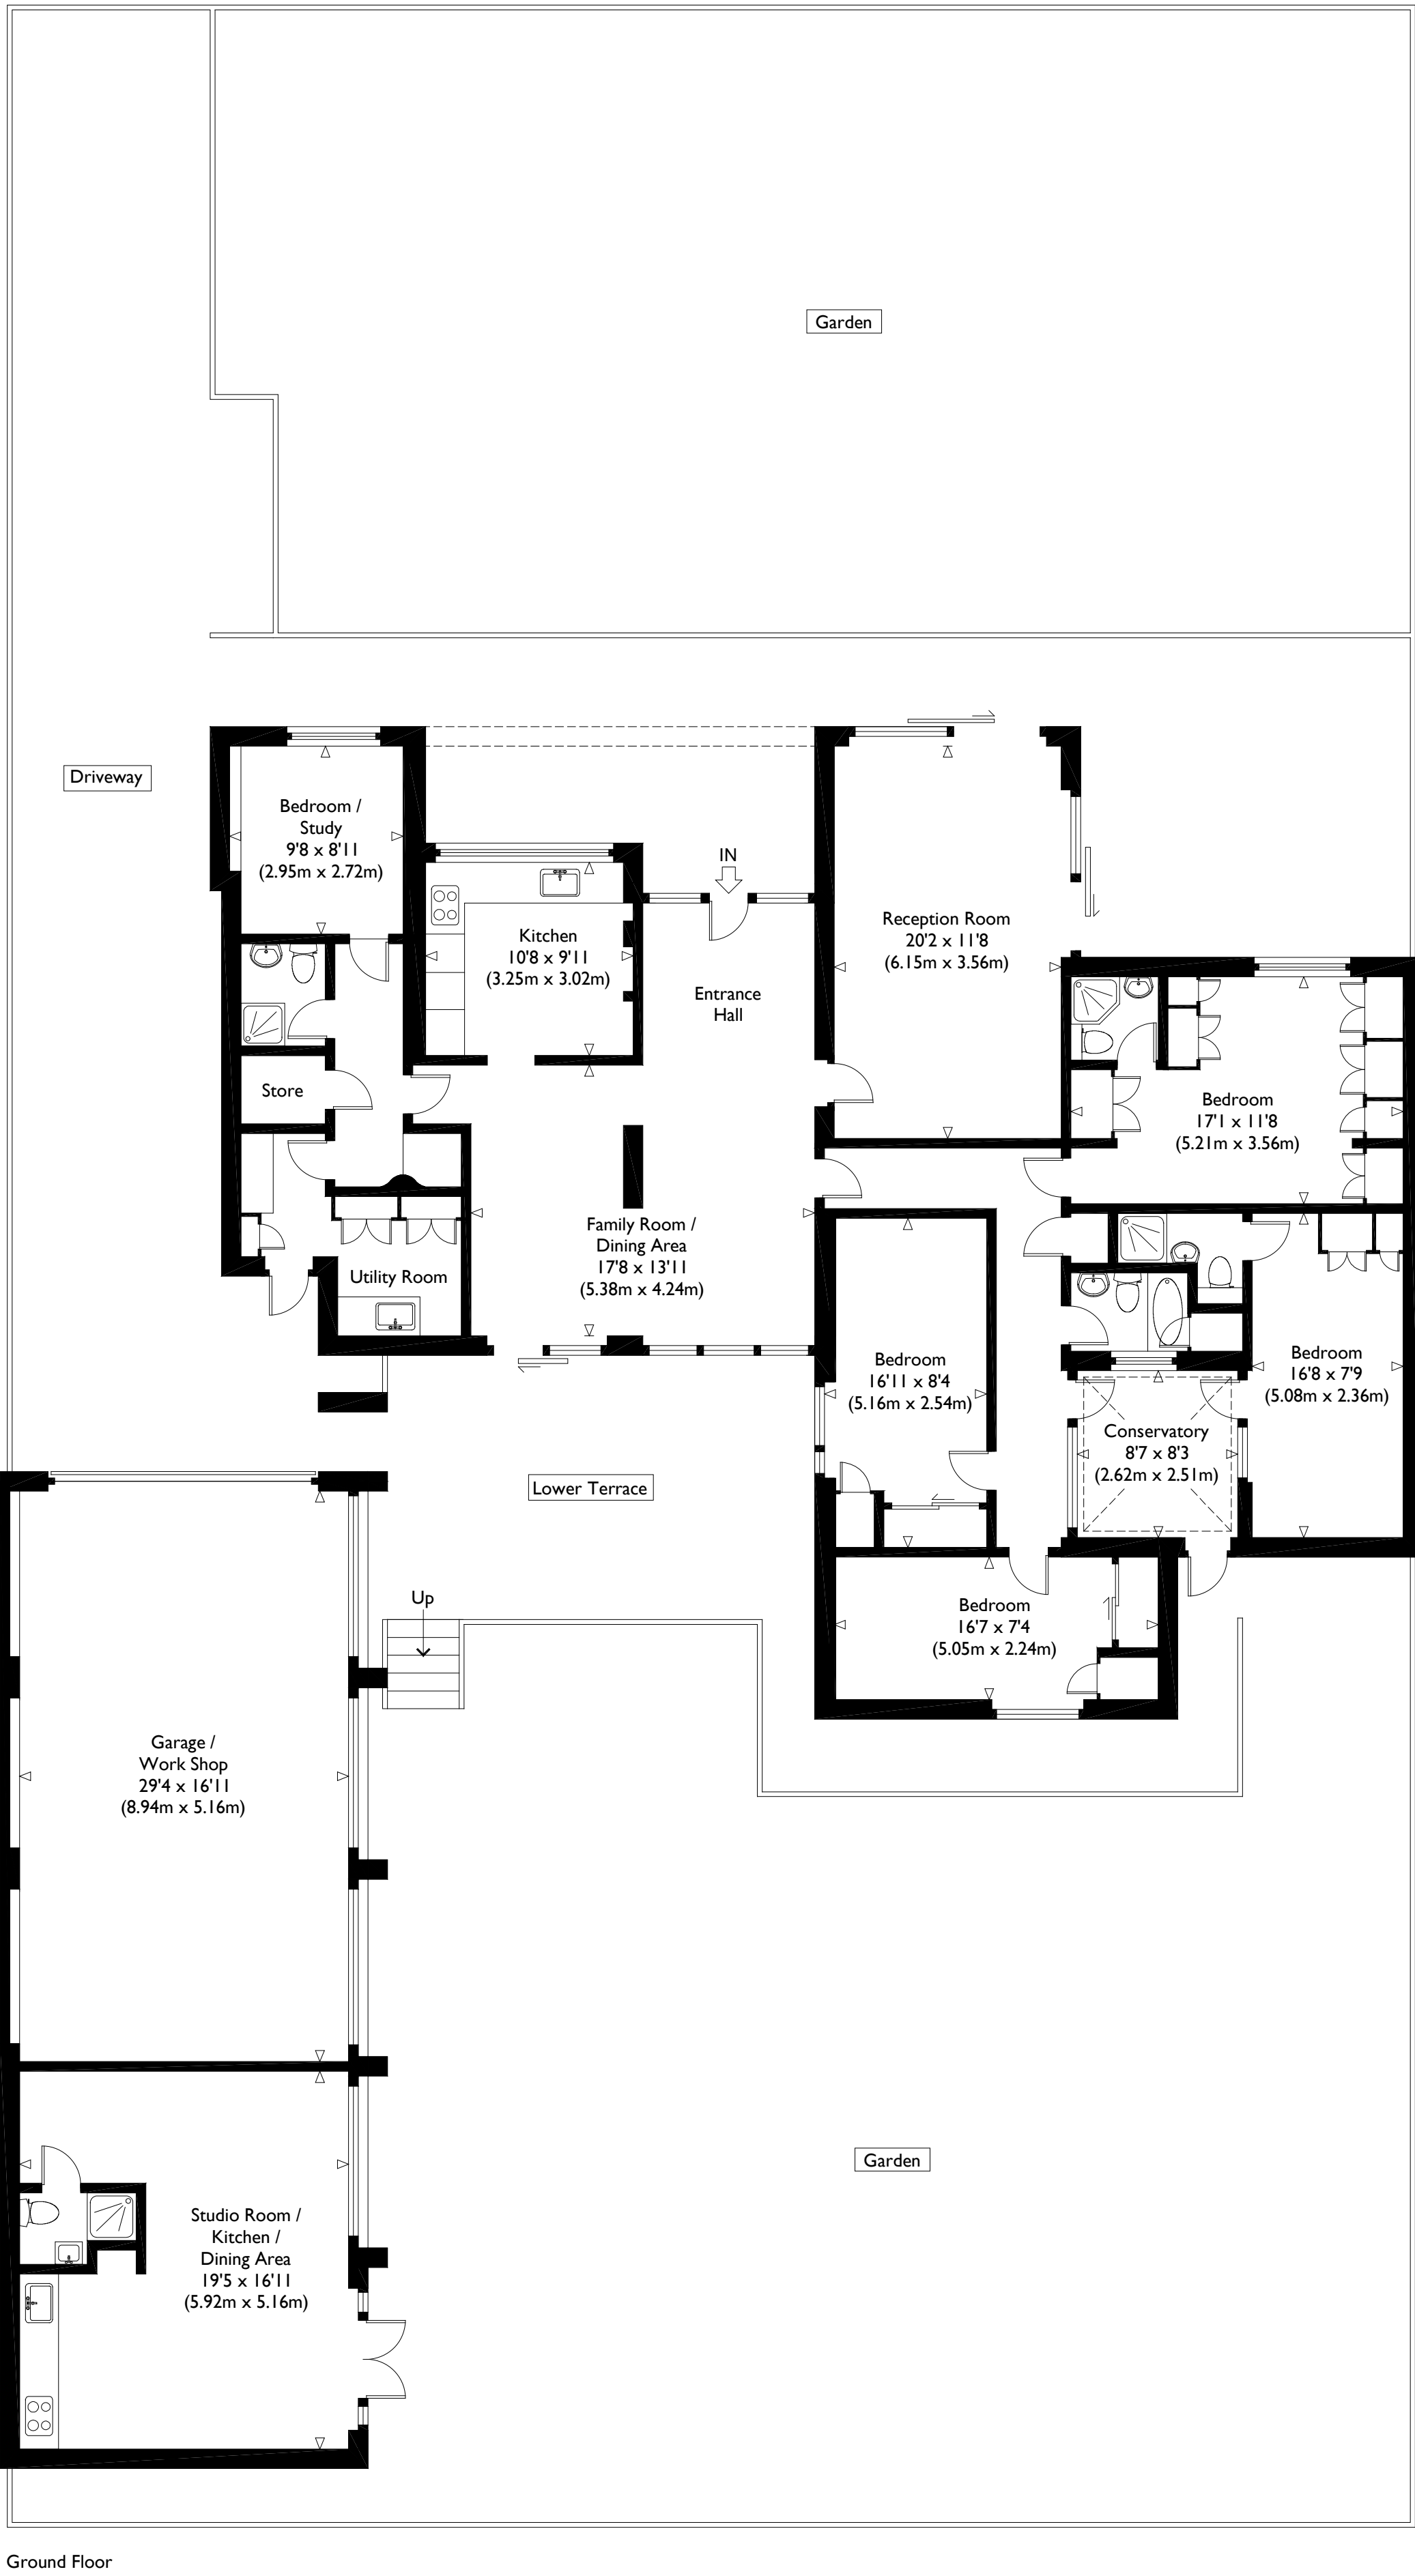 Garden
Driveway
Bedroom /
Study
9'8 x 8'11
(2.95m x 2.72m)
IN
Kitchen
10'8 x 9'11
(3.25m x 3.02m)
Reception Room
20'2 x 11'8
(6.15m x 3.56m)
Entrance
Hall
Store
Bedroom
17'1 x 11'8
(5.21m x 3.56m)
Family Room /
Dining Area
17'8 x 13'11
(5.38m x 4.24m)
Utility Room
Bedroom
16'11 x 8'4
(5.16m x 2.54m)
Bedroom
16'8 x 7'9
(5.08m x 2.36m)
Conservatory
8'7 x 8'3
(2.62m x 2.51m)
Lower Terrace
Up
Bedroom
16'7 x 7'4
(5.05m x 2.24m)
Garage /
Work Shop
29'4 x 16'11
(8.94m x 5.16m)
Garden
Studio Room /
Kitchen /
Dining Area
19'5 x 16'11
(5.92m x 5.16m)
Ground Floor